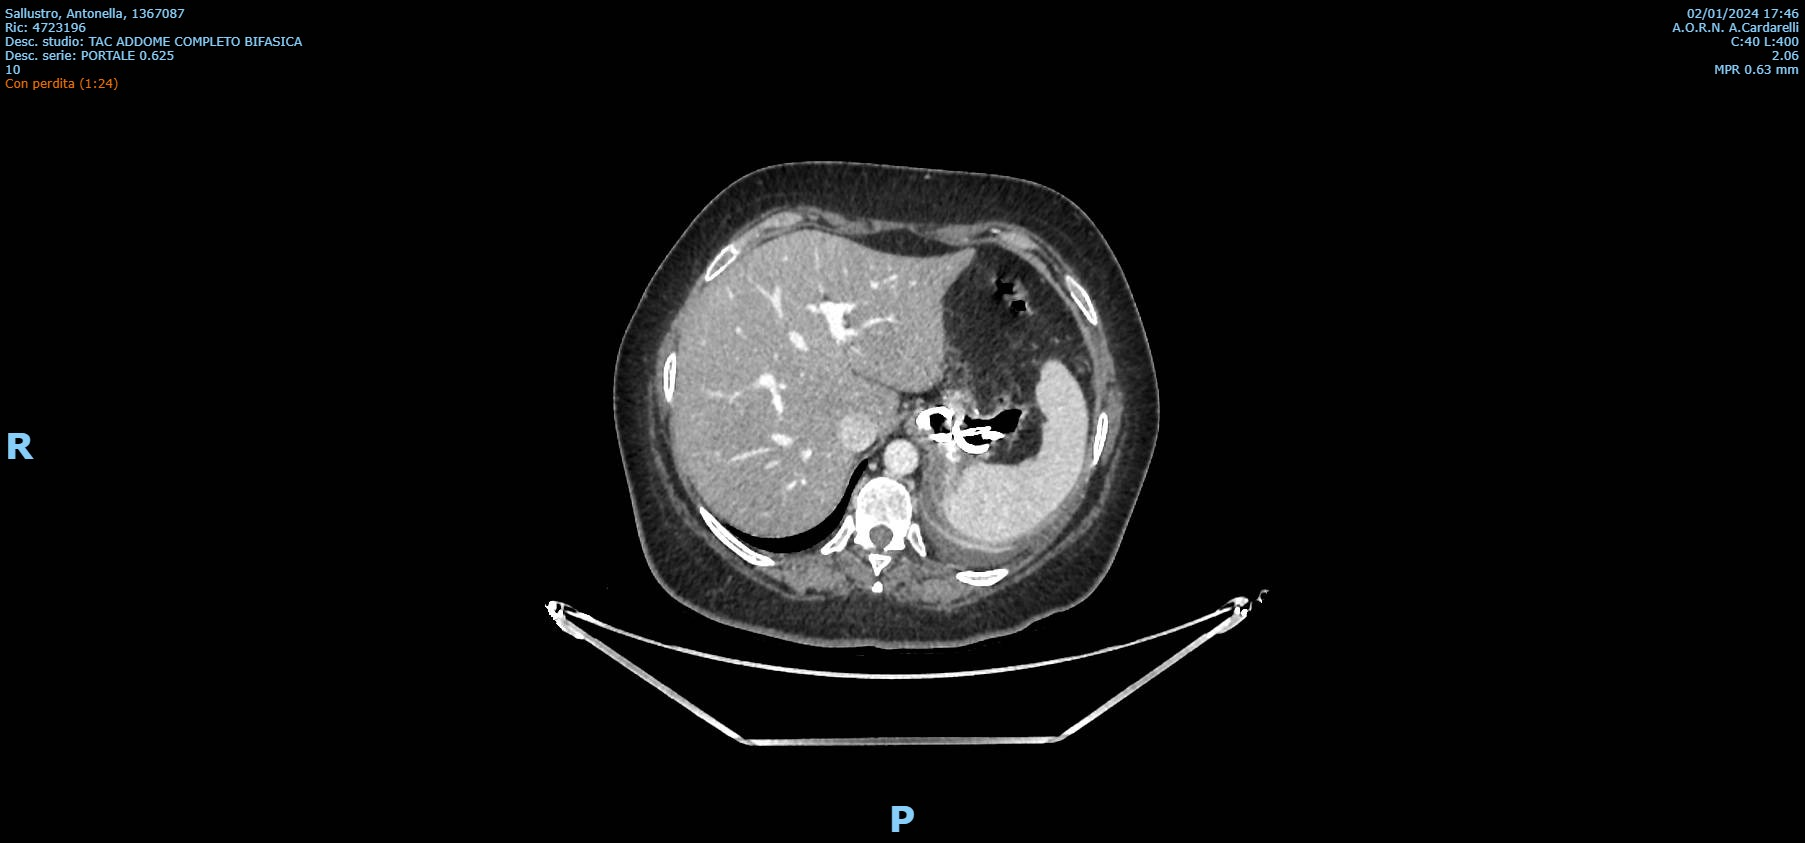 Sallustro, Antonella, 1367087
Ric: 4723196
Desc. studio: TAC ADDOME COMPLETO BIFASICA
Desc. serie: PORTALE 0.625
10
Con perdita (1:24)
02/01/2024 17:46
A.O.R.N. A.Cardarelli
C:40 L:400
2.06
MPR 0.63 mm
R
P